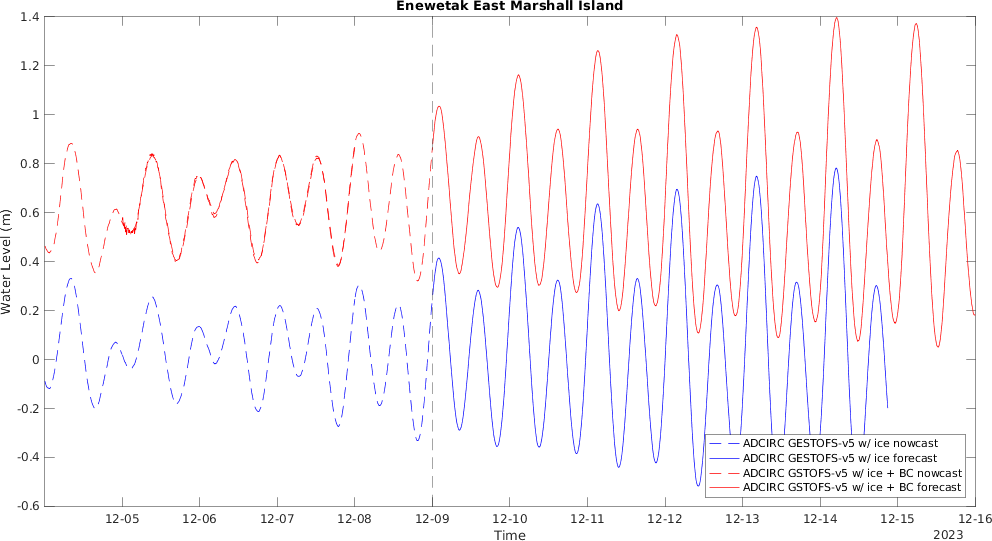 Enewetak East Marshall Island
1.4
1.2
1
0.8
0.6
0.4
0.2
0
-0.2
-0.4
-0.6
Water Level (m)
ADCIRC GESTOFS-v5 w/ ice nowcast
ADCIRC GESTOFS-v5 w/ ice forecast
ADCIRC GSTOFS-v5 w/ ice + BC nowcast
ADCIRC GSTOFS-v5 w/ ice + BC forecast
12-05 12-06 12-07 12-08 12-09 12-10 12-11 12-12 12-13 12-14 12-15 12-16
Time
2023